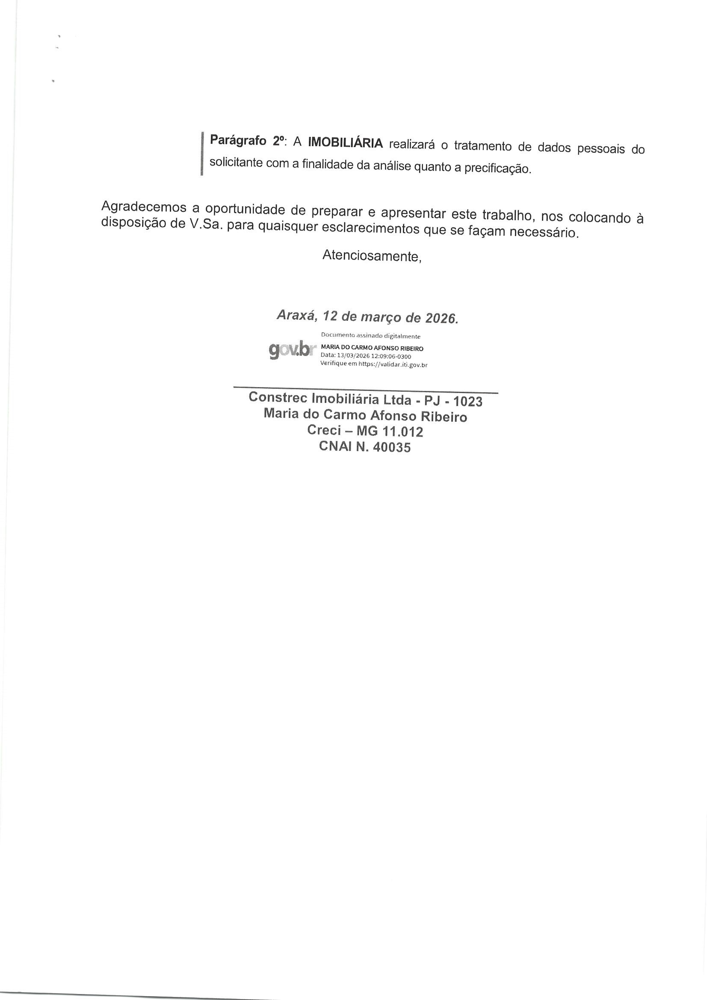 Parágrafo 2º: A IMOBILIÁRIA realizará o tratamento de dados pessoais do
solicitante com a finalidade da análise quanto a precificação.
Agradecemos a oportunidade de preparar e apresentar este trabalho, nos colocando à
disposição de V.Sa. para quaisquer esclarecimentos que se façam necessário.
Atenciosamente,
Araxá, 12 de março de 2026.
gov.br
Documento assinado digitalmente
MARIA DO CARMO AFONSO RIBEIRO
Data: 13/03/2026 12:09:06-0300
Verifique em https://validar.iti.gov.br
Constrec Imobiliária Ltda - PJ - 1023
Maria do Carmo Afonso Ribeiro
Creci – MG 11.012
CNAI N. 40035